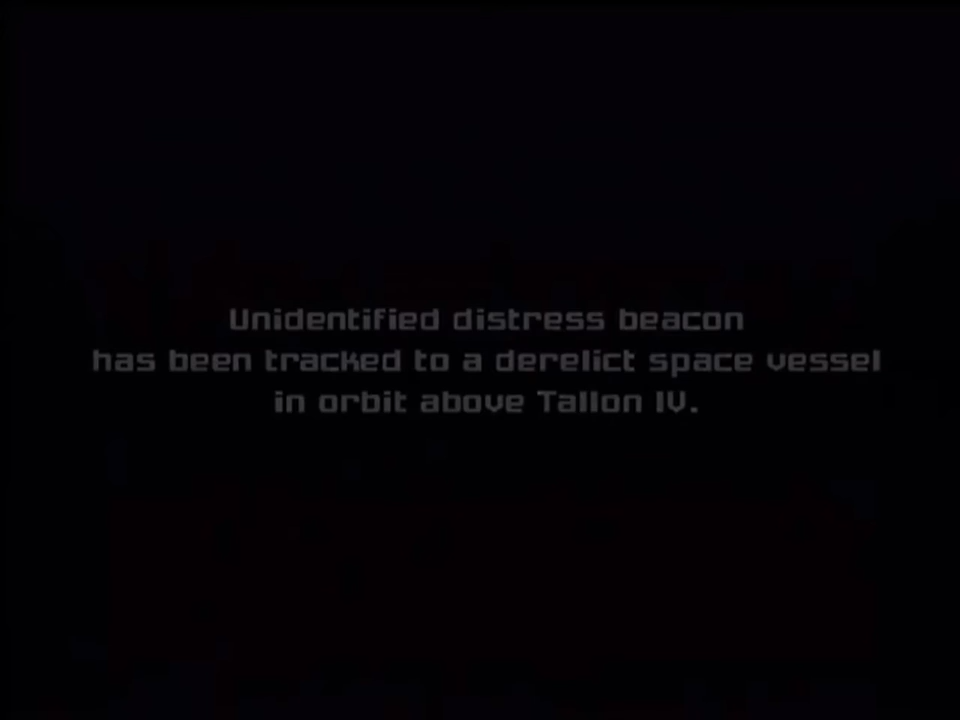 Unidentified distress beacon
has been tracked to a derelict space vessel
in orbit above Tallon IV.